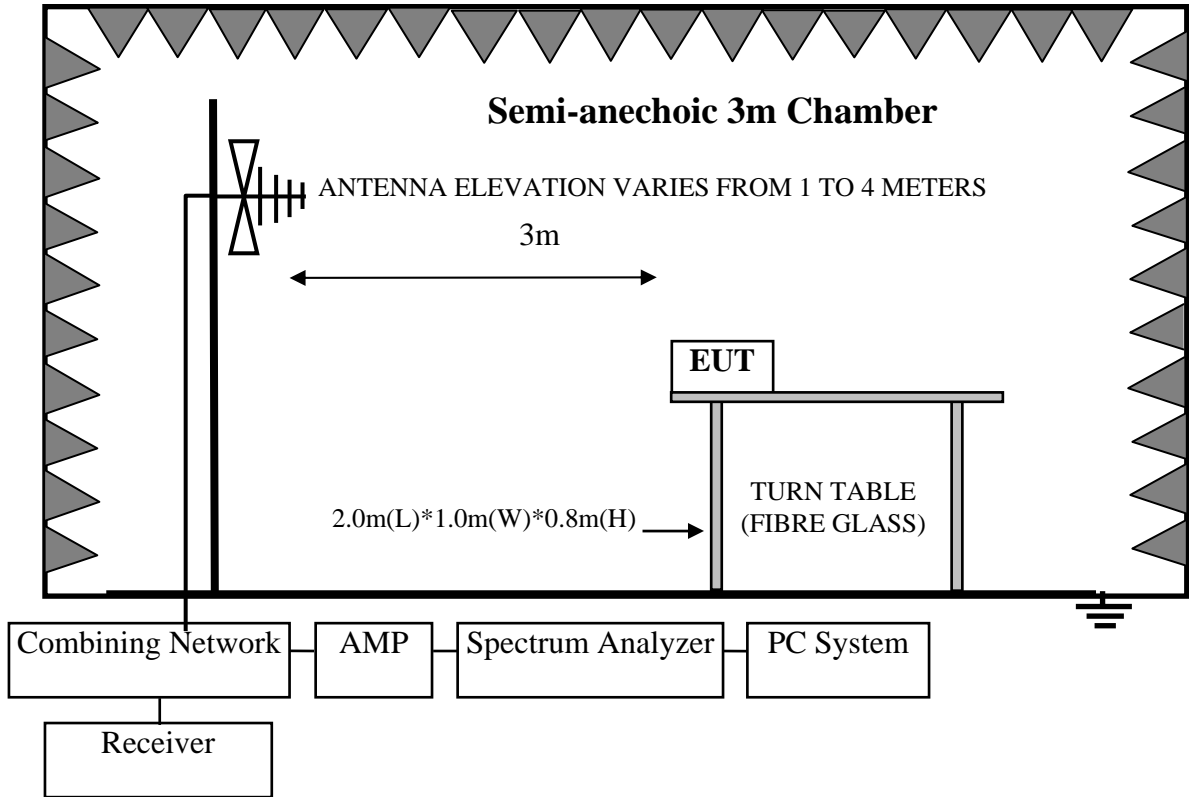 Semi-anechoic 3m Chamber
ANTENNA ELEVATION VARIES FROM 1 TO 4 METERS
3m
EUT
TURN TABLE
(FIBRE GLASS)
2.0m(L)*1.0m(W)*0.8m(H)
Combining Network
AMP
Spectrum Analyzer
PC System
Receiver